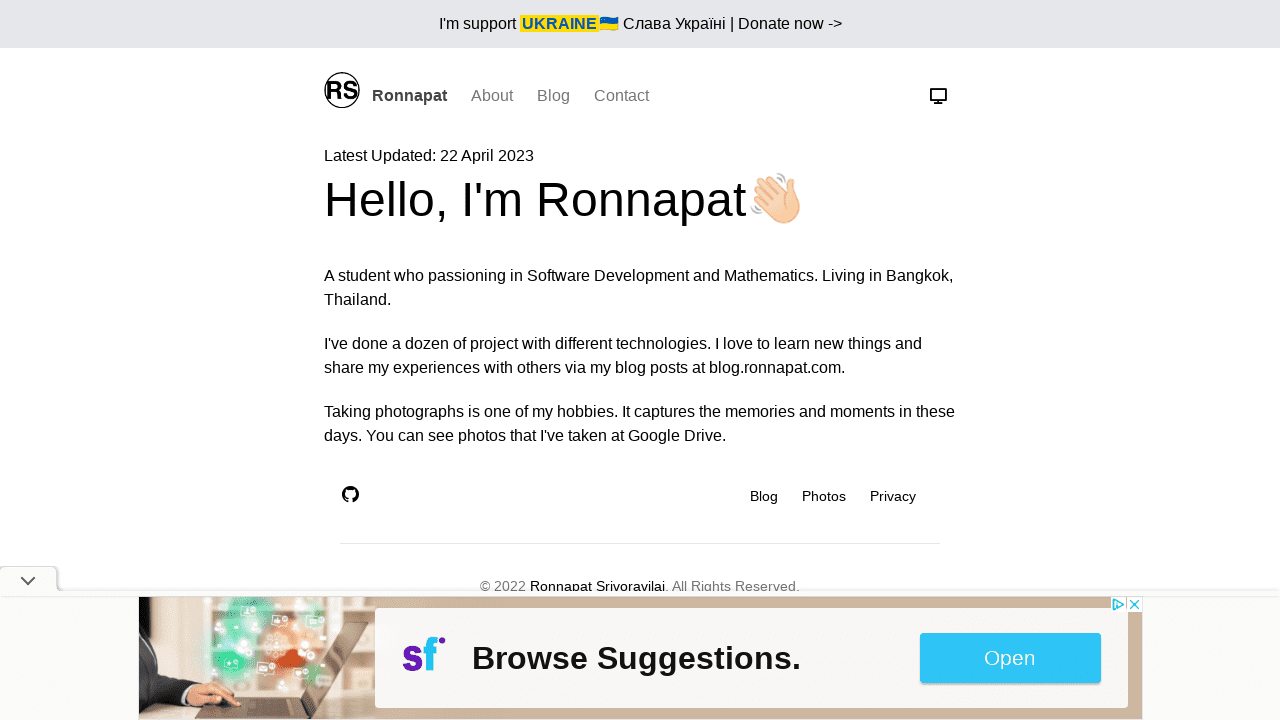 I'm support UKRAINE🇺🇦 Слава Україні | Donate now ->
RS Ronnapat About Blog Contact
Latest Updated: 22 April 2023
Hello, I'm Ronnapat👋🏻
A student who passioning in Software Development and Mathematics. Living in Bangkok,
Thailand.
I've done a dozen of project with different technologies. I love to learn new things and
share my experiences with others via my blog posts at blog.ronnapat.com.
Taking photographs is one of my hobbies. It captures the memories and moments in these
days. You can see photos that I've taken at Google Drive.
Blog Photos Privacy
© 2022 Ronnapat Srivoravilai. All Rights Reserved.
sf Browse Suggestions. Open